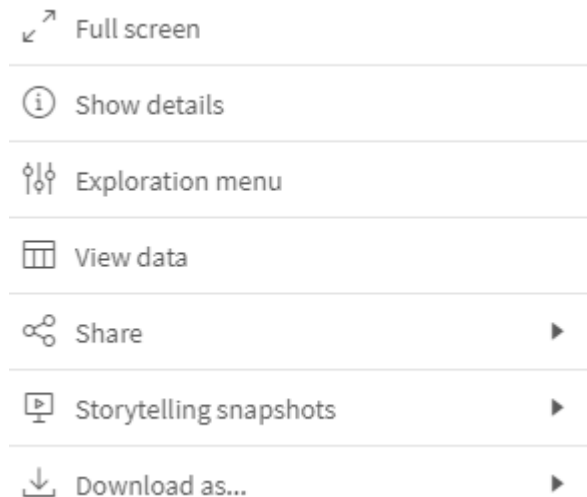 Full screen
Show details
Exploration menu
View data
Share
Storytelling snapshots
Download as...